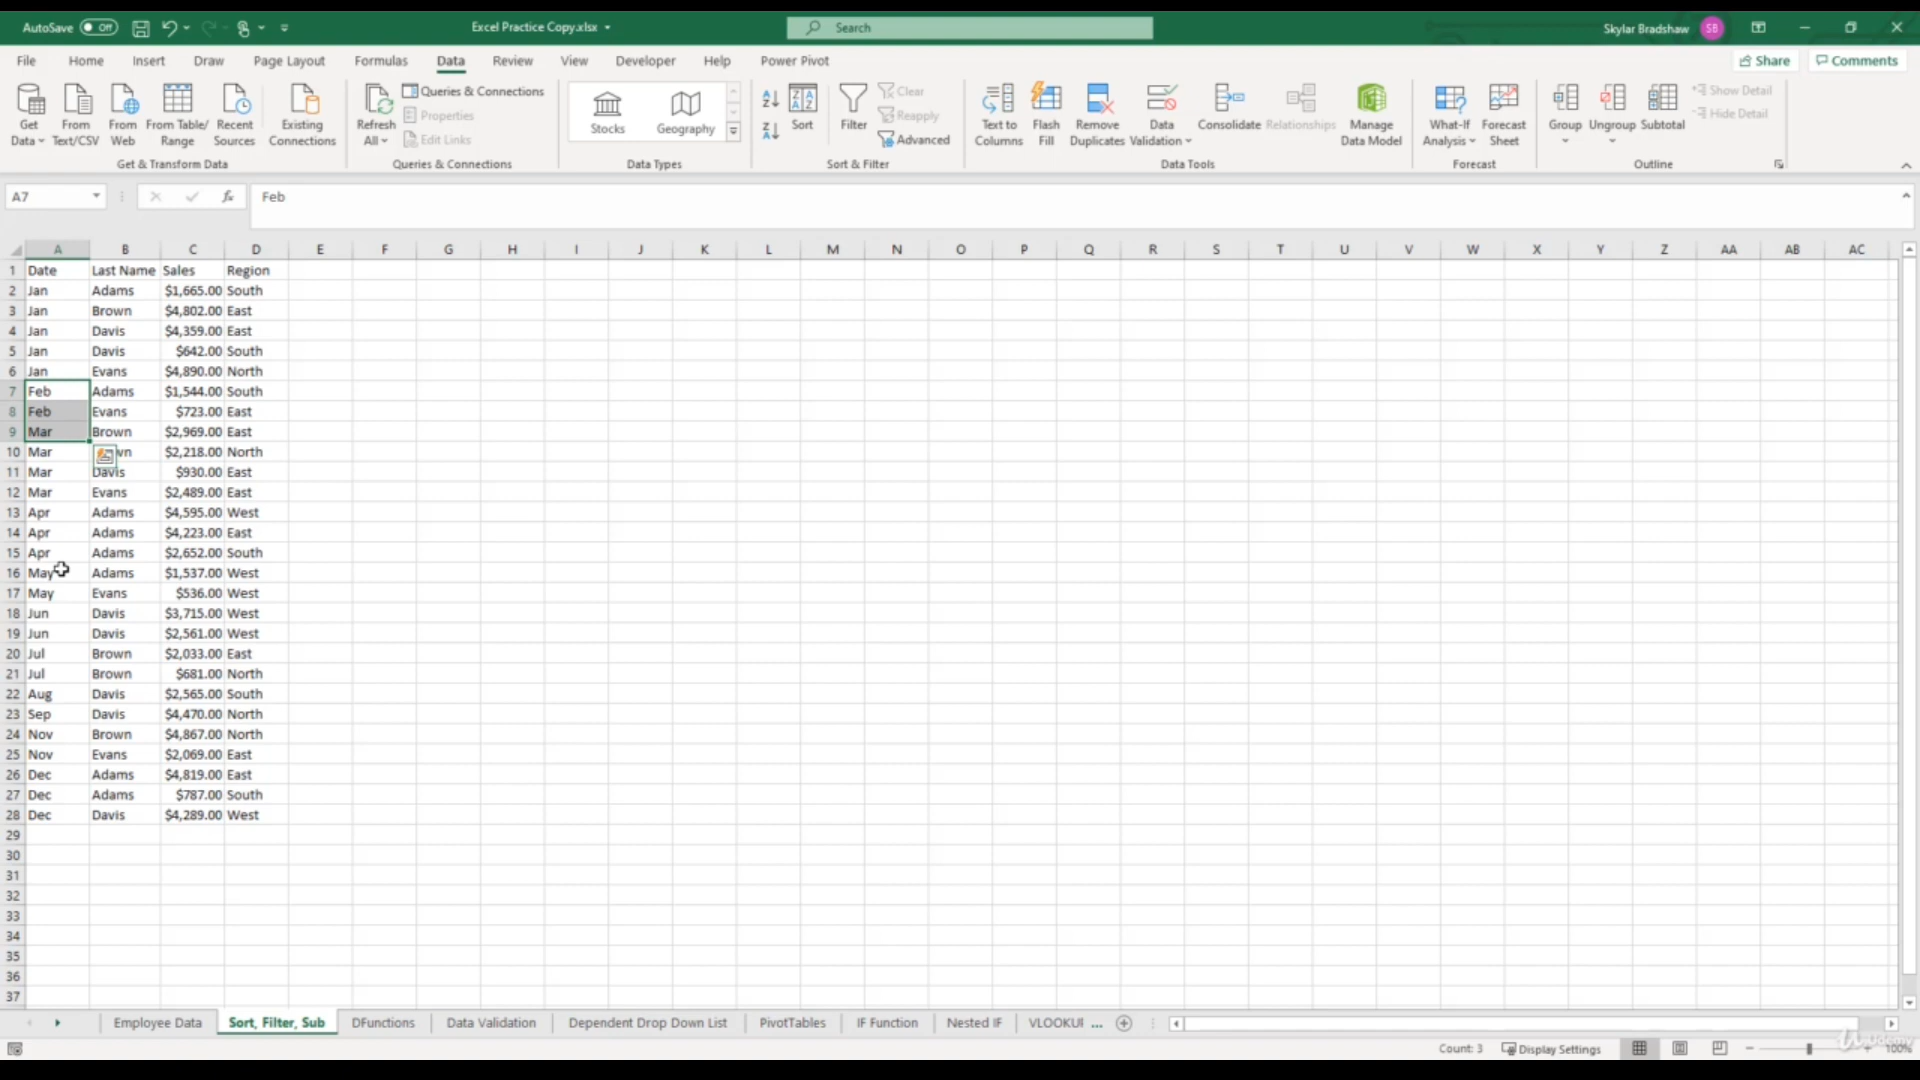 AutoSave Off Excel Practice Copy.xlsx Search Skylar Bradshaw SB
File Home Insert Draw Page Layout Formulas Data Review View Developer Help Power Pivot Share Comments
Get Data From Text/CSV From Web From Table/ Range Recent Sources Existing Connections
Get & Transform Data
Refresh All Queries & Connections Properties Edit Links
Queries & Connections
Stocks Geography
Data Types
Sort Filter Clear Reapply Advanced
Sort & Filter
Text to Columns Flash Fill Remove Duplicates Data Validation Consolidate Relationships Manage Data Model
Data Tools
What-If Analysis Forecast Sheet
Forecast
Group Ungroup Subtotal Show Detail Hide Detail
Outline
A7 fx Feb
A B C D E F G H I J K L M N O P Q R S T U V W X Y Z AA AB AC
1 Date Last Name Sales Region
2 Jan Adams $1,665.00 South
3 Jan Brown $4,802.00 East
4 Jan Davis $4,359.00 East
5 Jan Davis $642.00 South
6 Jan Evans $4,890.00 North
7 Feb Adams $1,544.00 South
8 Feb Evans $723.00 East
9 Mar Brown $2,969.00 East
10 Mar wn $2,218.00 North
11 Mar Davis $930.00 East
12 Mar Evans $2,489.00 East
13 Apr Adams $4,595.00 West
14 Apr Adams $4,223.00 East
15 Apr Adams $2,652.00 South
16 May Adams $1,537.00 West
17 May Evans $536.00 West
18 Jun Davis $3,715.00 West
19 Jun Davis $2,561.00 West
20 Jul Brown $2,033.00 East
21 Jul Brown $681.00 North
22 Aug Davis $2,565.00 South
23 Sep Davis $4,470.00 North
24 Nov Brown $4,867.00 North
25 Nov Evans $2,069.00 East
26 Dec Adams $4,819.00 East
27 Dec Adams $787.00 South
28 Dec Davis $4,289.00 West
29
30
31
32
33
34
35
36
37
Employee Data Sort, Filter, Sub DFunctions Data Validation Dependent Drop Down List PivotTables IF Function Nested IF VLOOKUI ...
Count: 3 Display Settings 100%
Udemy